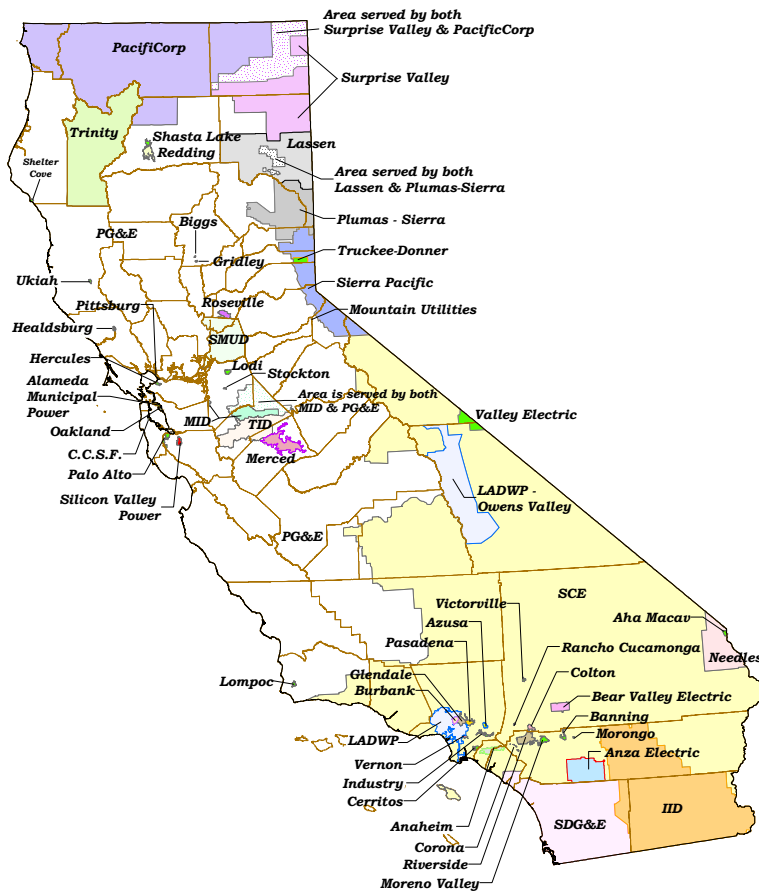 Area served by both
Surprise Valley & PacificCorp
PacifiCorp
Surprise Valley
Trinity
Shasta Lake
Redding
Lassen
Shelter
Cove
Area served by both
Lassen & Plumas-Sierra
Plumas - Sierra
Biggs
PG&E
Truckee-Donner
Gridley
Ukiah
Sierra Pacific
Pittsburg
Roseville
Mountain Utilities
Healdsburg
SMUD
Hercules
Lodi
Stockton
Alameda
Municipal
Power
Area is served by both
MID & PG&E
Valley Electric
MID
TID
Oakland
C.C.S.F.
Merced
Palo Alto
LADWP -
Owens Valley
Silicon Valley
Power
PG&E
SCE
Victorville
Aha Macav
Azusa
Pasadena
Rancho Cucamonga
Needles
Colton
Glendale
Lompoc
Burbank
Bear Valley Electric
Banning
LADWP
Morongo
Anza Electric
Vernon
Industry
Cerritos
IID
SDG&E
Anaheim
Corona
Riverside
Moreno Valley